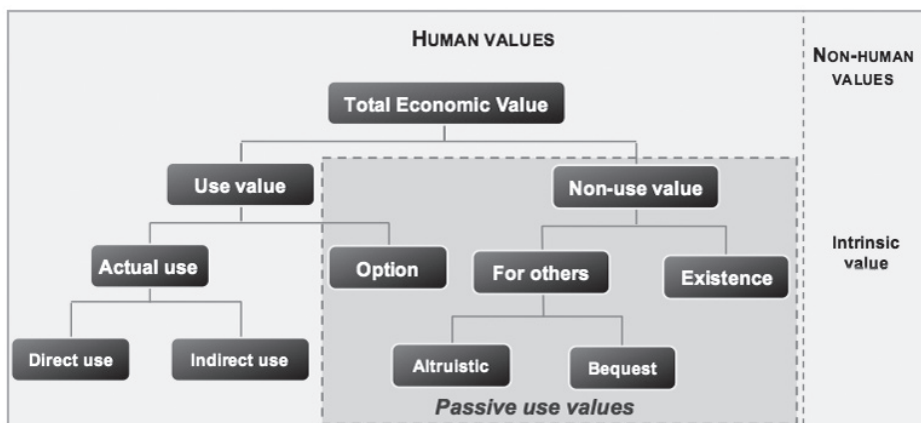 HUMAN VALUES
NON-HUMAN
VALUES
Total Economic Value
Use value
Non-use value
Actual use
Option
For others
Existence
Intrinsic
value
Direct use
Indirect use
Altruistic
Bequest
Passive use values